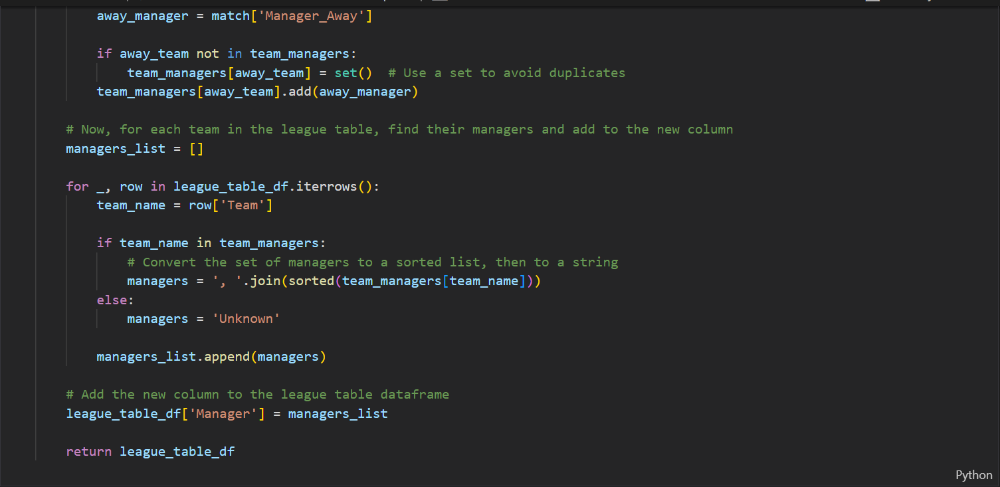 away_manager = match['Manager_Away']
if away_team not in team_managers:
team_managers[away_team] = set()  # Use a set to avoid duplicates
team_managers[away_team].add(away_manager)
# Now, for each team in the league table, find their managers and add to the new column
managers_list = []
for _, row in league_table_df.iterrows():
team_name = row['Team']
if team_name in team_managers:
# Convert the set of managers to a sorted list, then to a string
managers = ', '.join(sorted(team_managers[team_name]))
else:
managers = 'Unknown'
managers_list.append(managers)
# Add the new column to the league table dataframe
league_table_df['Manager'] = managers_list
return league_table_df
Python